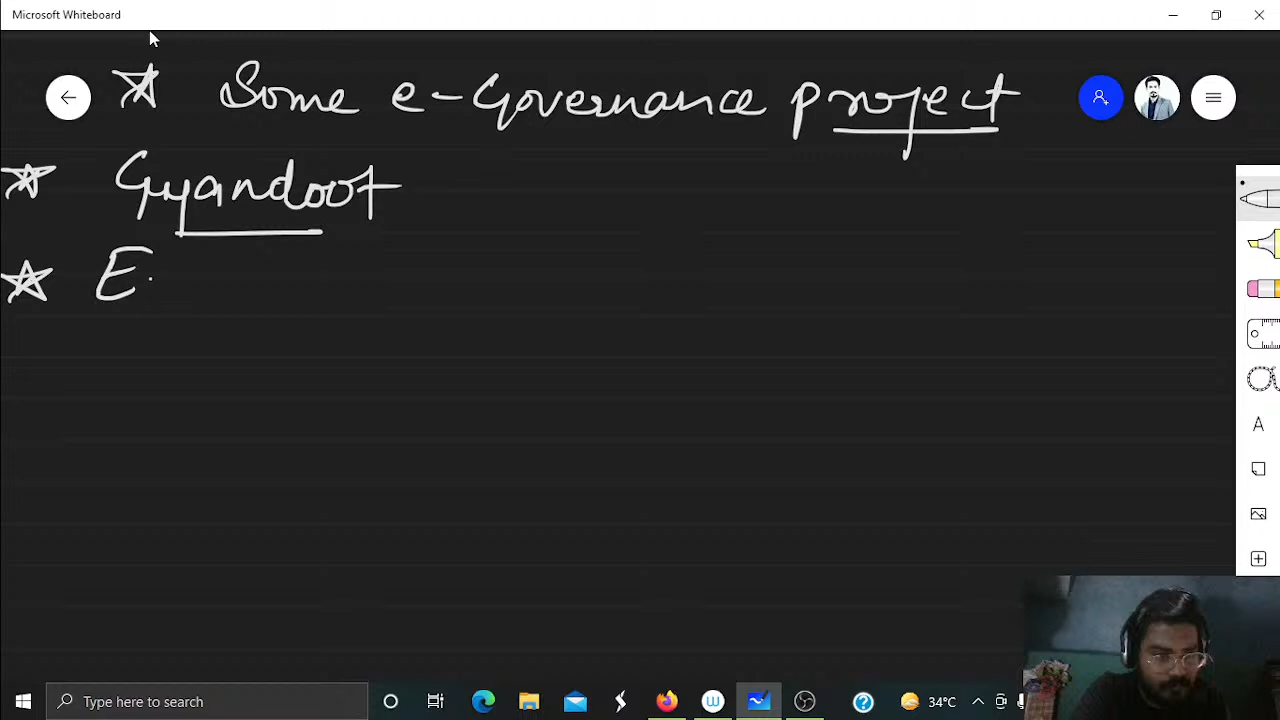 Microsoft Whiteboard
Some e-Governance project
Gyandoot
E.
A
Type here to search
34°C